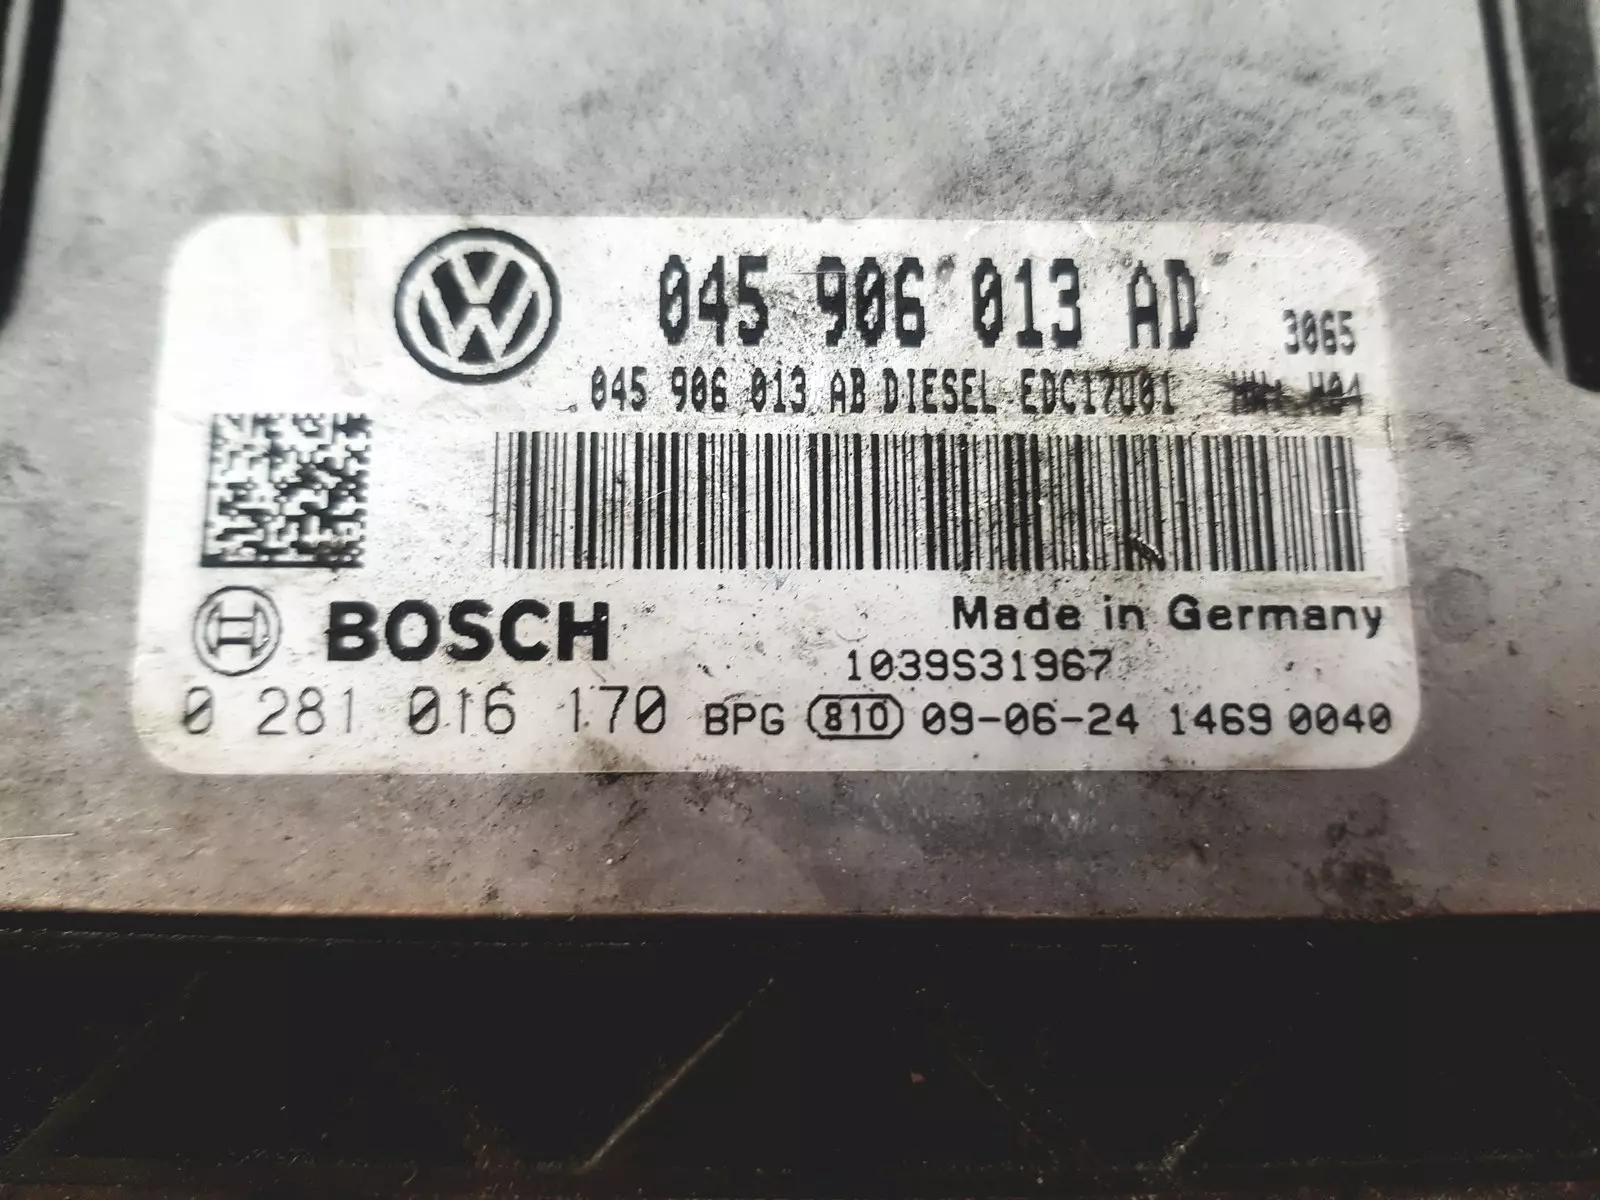 045 906 013 AD 3065
045 906 013 AB DIESEL EDC17U01 H04
BOSCH
Made in Germany
1039S31967
0 281 016 170 BPG 810 09-06-24 1469 0040